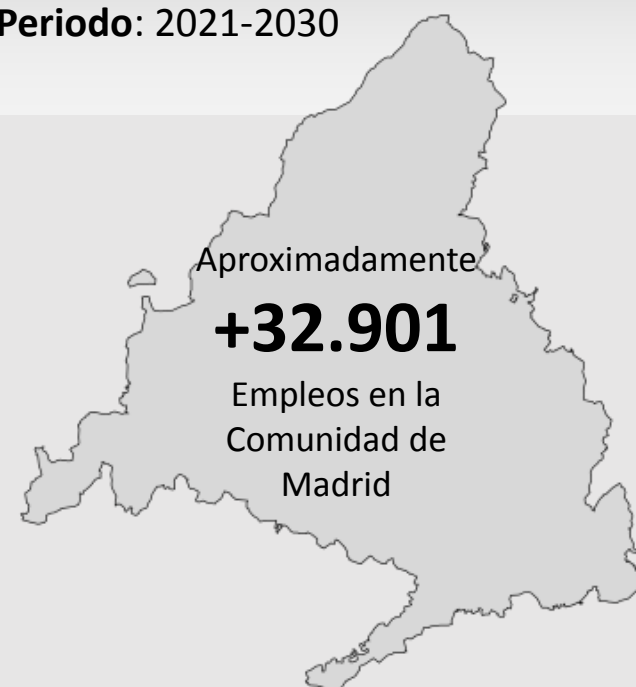 Periodo: 2021-2030
Aproximadamente
+32.901
Empleos en la
Comunidad de
Madrid